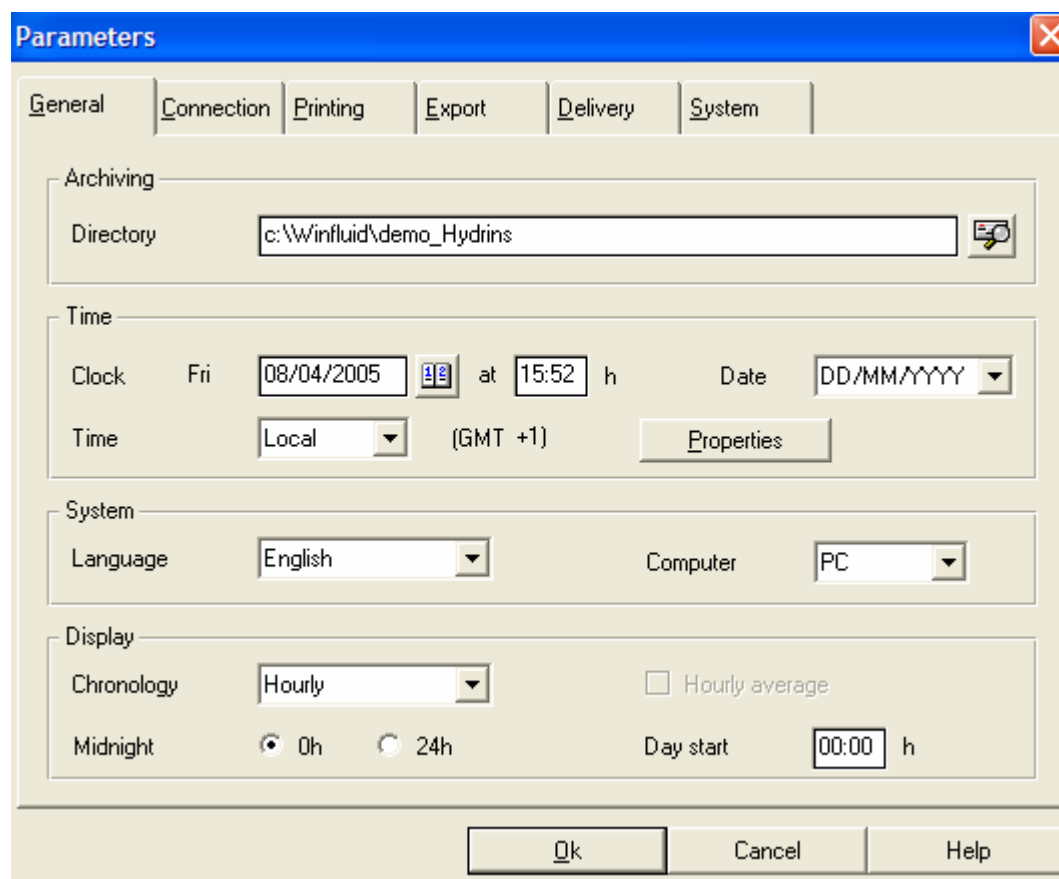 Parameters
General Connection Printing Export Delivery System
Archiving
Directory c:\Winfluid\demo_Hydrins
Time
Clock Fri 08/04/2005 at 15:52 h Date DD/MM/YYYY
Time Local (GMT +1) Properties
System
Language English Computer PC
Display
Chronology Hourly Hourly average
Midnight 0h 24h Day start 00:00 h
Ok Cancel Help